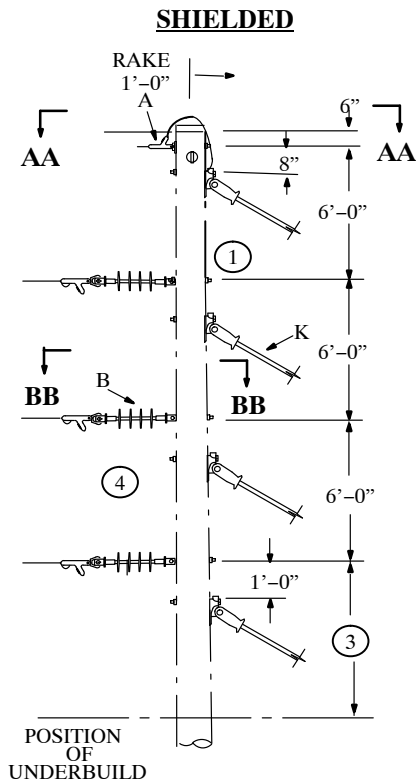 SHIELDED
RAKE
1'-0"
A
6"
AA
AA
8"
6'-0"
1
K
6'-0"
BB
B
BB
4
6'-0"
1'-0"
3
POSITION
OF
UNDERBUILD